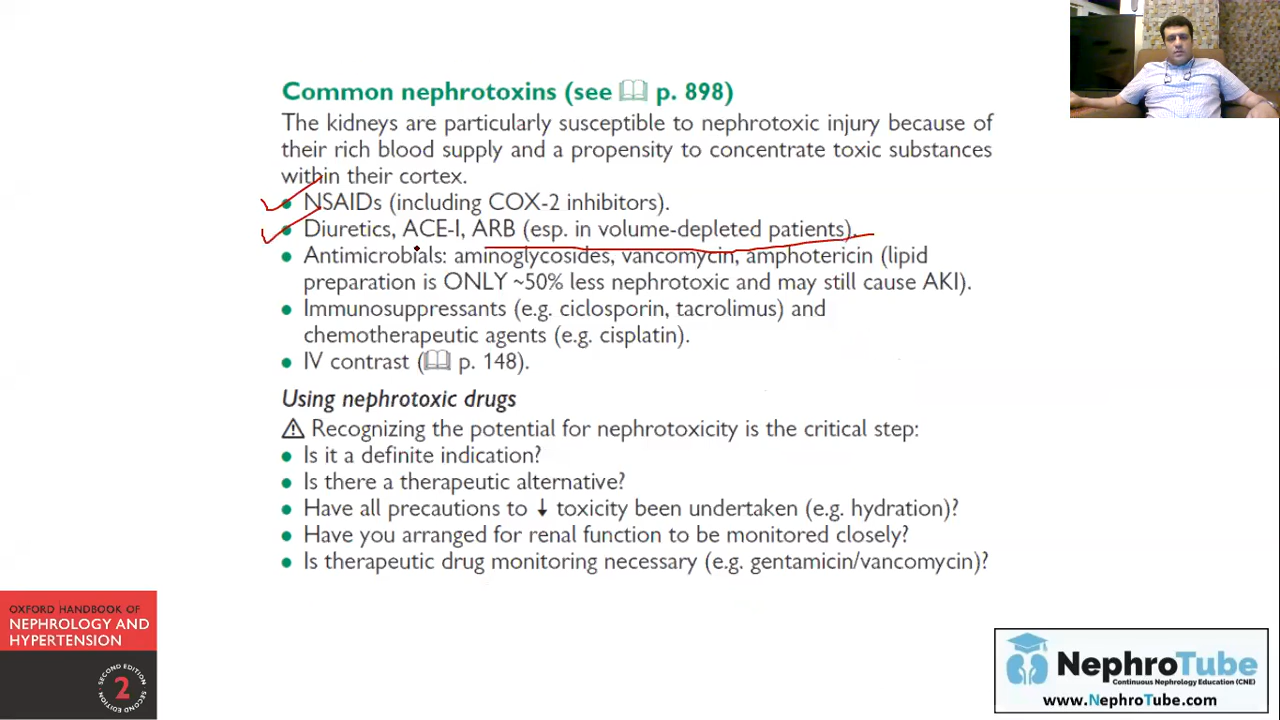 Common nephrotoxins (see p. 898)
The kidneys are particularly susceptible to nephrotoxic injury because of
their rich blood supply and a propensity to concentrate toxic substances
within their cortex.
• NSAIDs (including COX-2 inhibitors).
• Diuretics, ACE-I, ARB (esp. in volume-depleted patients).
• Antimicrobials: aminoglycosides, vancomycin, amphotericin (lipid
preparation is ONLY ~50% less nephrotoxic and may still cause AKI).
• Immunosuppressants (e.g. ciclosporin, tacrolimus) and
chemotherapeutic agents (e.g. cisplatin).
• IV contrast ( p. 148).
Using nephrotoxic drugs
Recognizing the potential for nephrotoxicity is the critical step:
• Is it a definite indication?
• Is there a therapeutic alternative?
• Have all precautions to ↓ toxicity been undertaken (e.g. hydration)?
• Have you arranged for renal function to be monitored closely?
• Is therapeutic drug monitoring necessary (e.g. gentamicin/vancomycin)?
OXFORD HANDBOOK OF
NEPHROLOGY AND
HYPERTENSION
SECOND EDITION
2
SECOND EDITION
NephroTube
Continuous Nephrology Education (CNE)
www.NephroTube.com